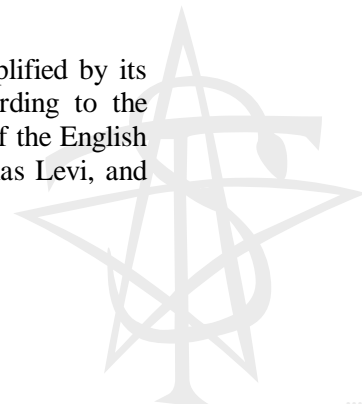 plified by its
rding to the
f the English
as Levi, and